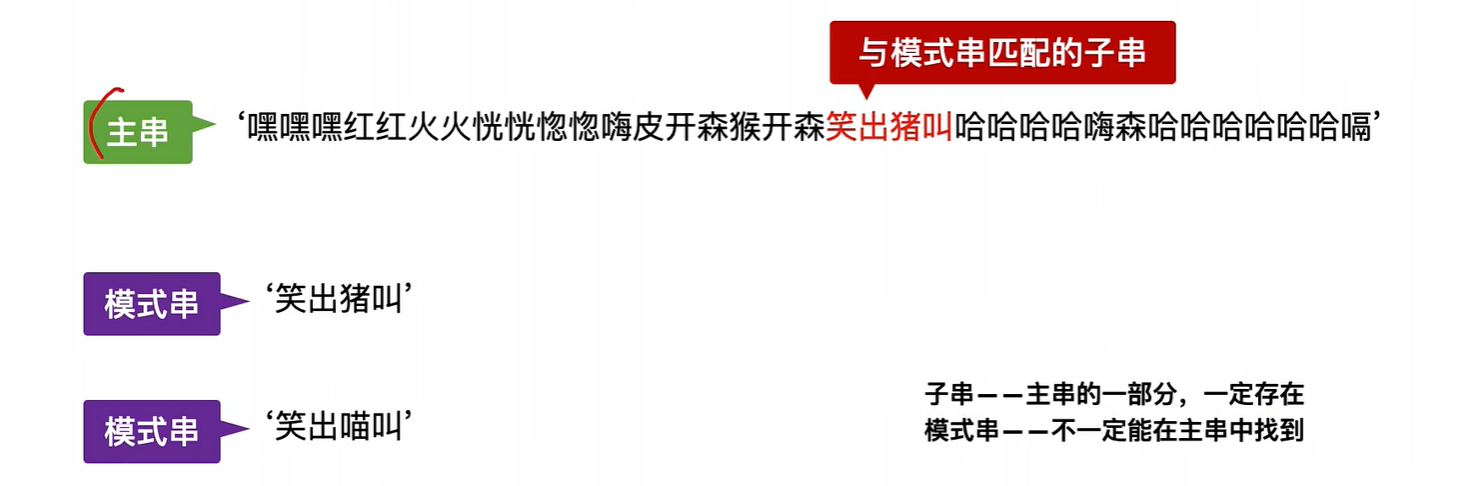 与模式串匹配的子串
主串 ‘嘿嘿嘿红红火火恍恍惚惚嗨皮开森猴开森笑出猪叫哈哈哈哈嗨森哈哈哈哈哈哈嗝’
模式串 ‘笑出猪叫’
模式串 ‘笑出喵叫’
子串——主串的一部分，一定存在
模式串——不一定能在主串中找到